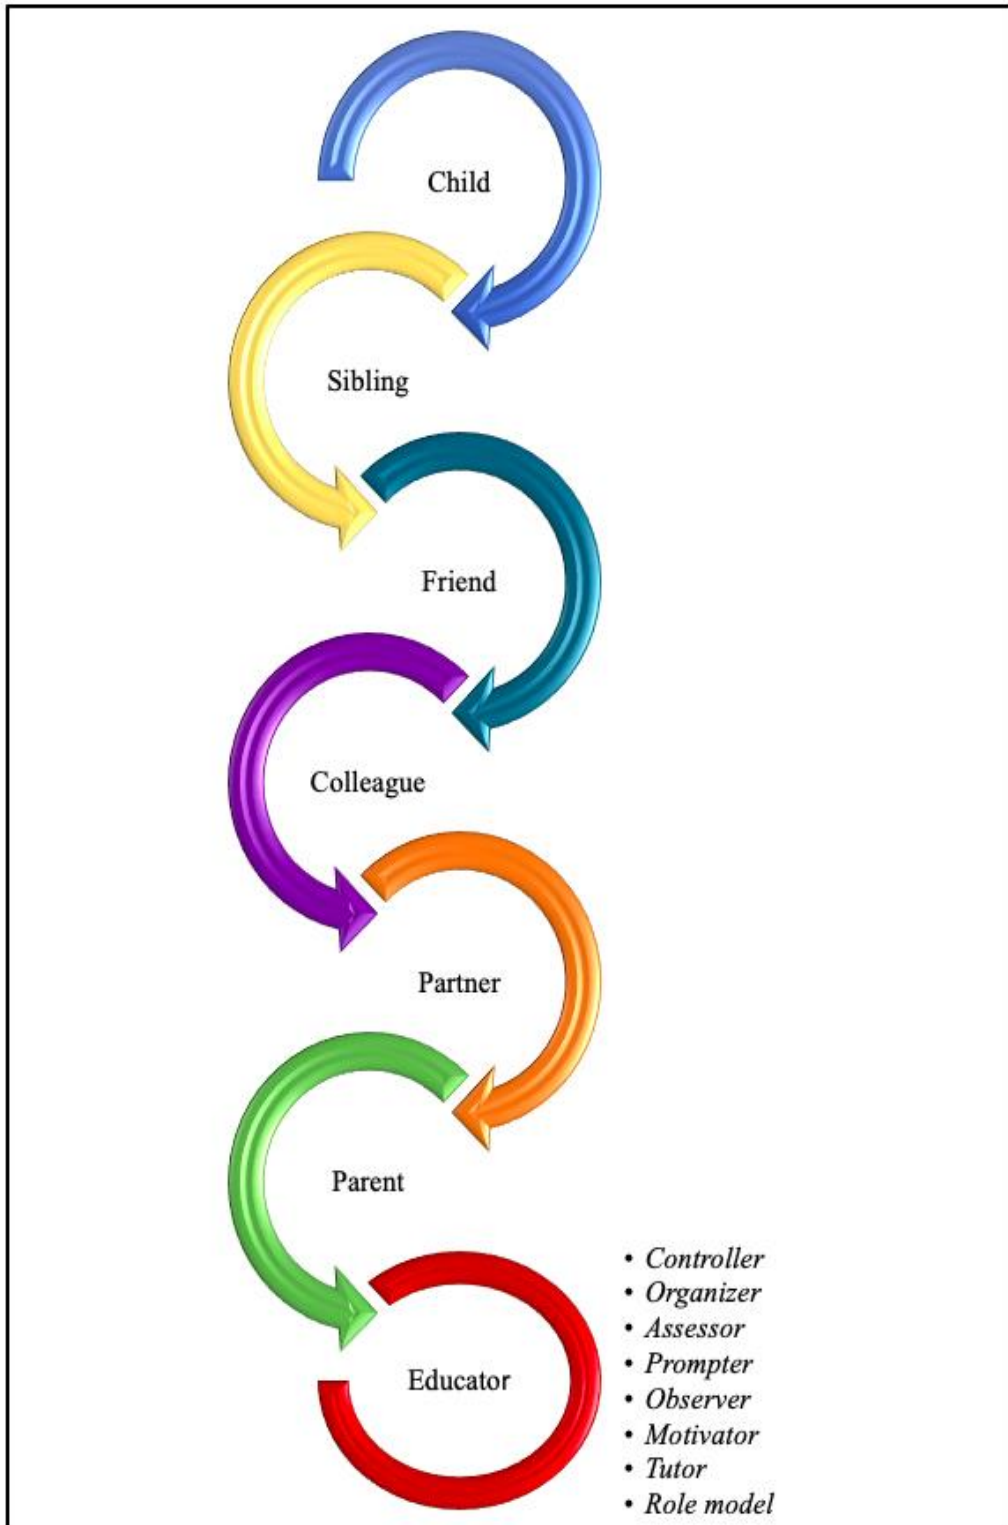 Child
Sibling
Friend
Colleague
Partner
Parent
Educator
• Controller
• Organizer
• Assessor
• Prompter
• Observer
• Motivator
• Tutor
• Role model